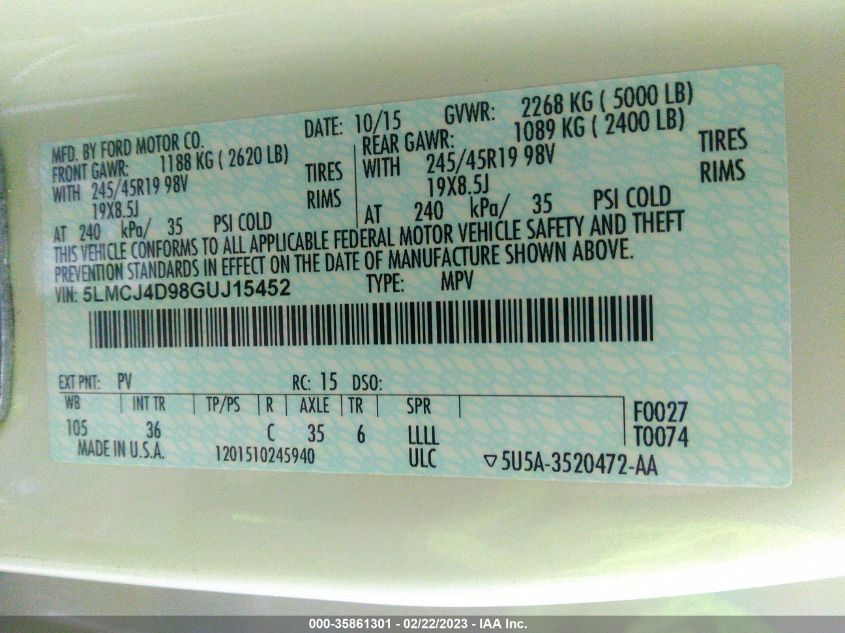 MFD. BY FORD MOTOR CO. DATE: 10/15 GVWR: 2268 KG ( 5000 LB)
FRONT GAWR: 1188 KG ( 2620 LB) REAR GAWR: 1089 KG ( 2400 LB)
WITH 245/45R19 98V TIRES WITH 245/45R19 98V TIRES
19X8.5J RIMS 19X8.5J RIMS
AT 240 kPa/ 35 PSI COLD AT 240 kPa/ 35 PSI COLD
THIS VEHICLE CONFORMS TO ALL APPLICABLE FEDERAL MOTOR VEHICLE SAFETY AND THEFT
PREVENTION STANDARDS IN EFFECT ON THE DATE OF MANUFACTURE SHOWN ABOVE.
VIN: 5LMCJ4D98GUJ15452 TYPE: MPV
EXT PNT: PV RC: 15 DSO:
WB INT TR TP/PS R AXLE TR SPR F0027
105 36 C 35 6 LLLL T0074
MADE IN U.S.A. 1201510245940 ULC ▽5U5A-3520472-AA
000-35861301 - 02/22/2023 - IAA Inc.